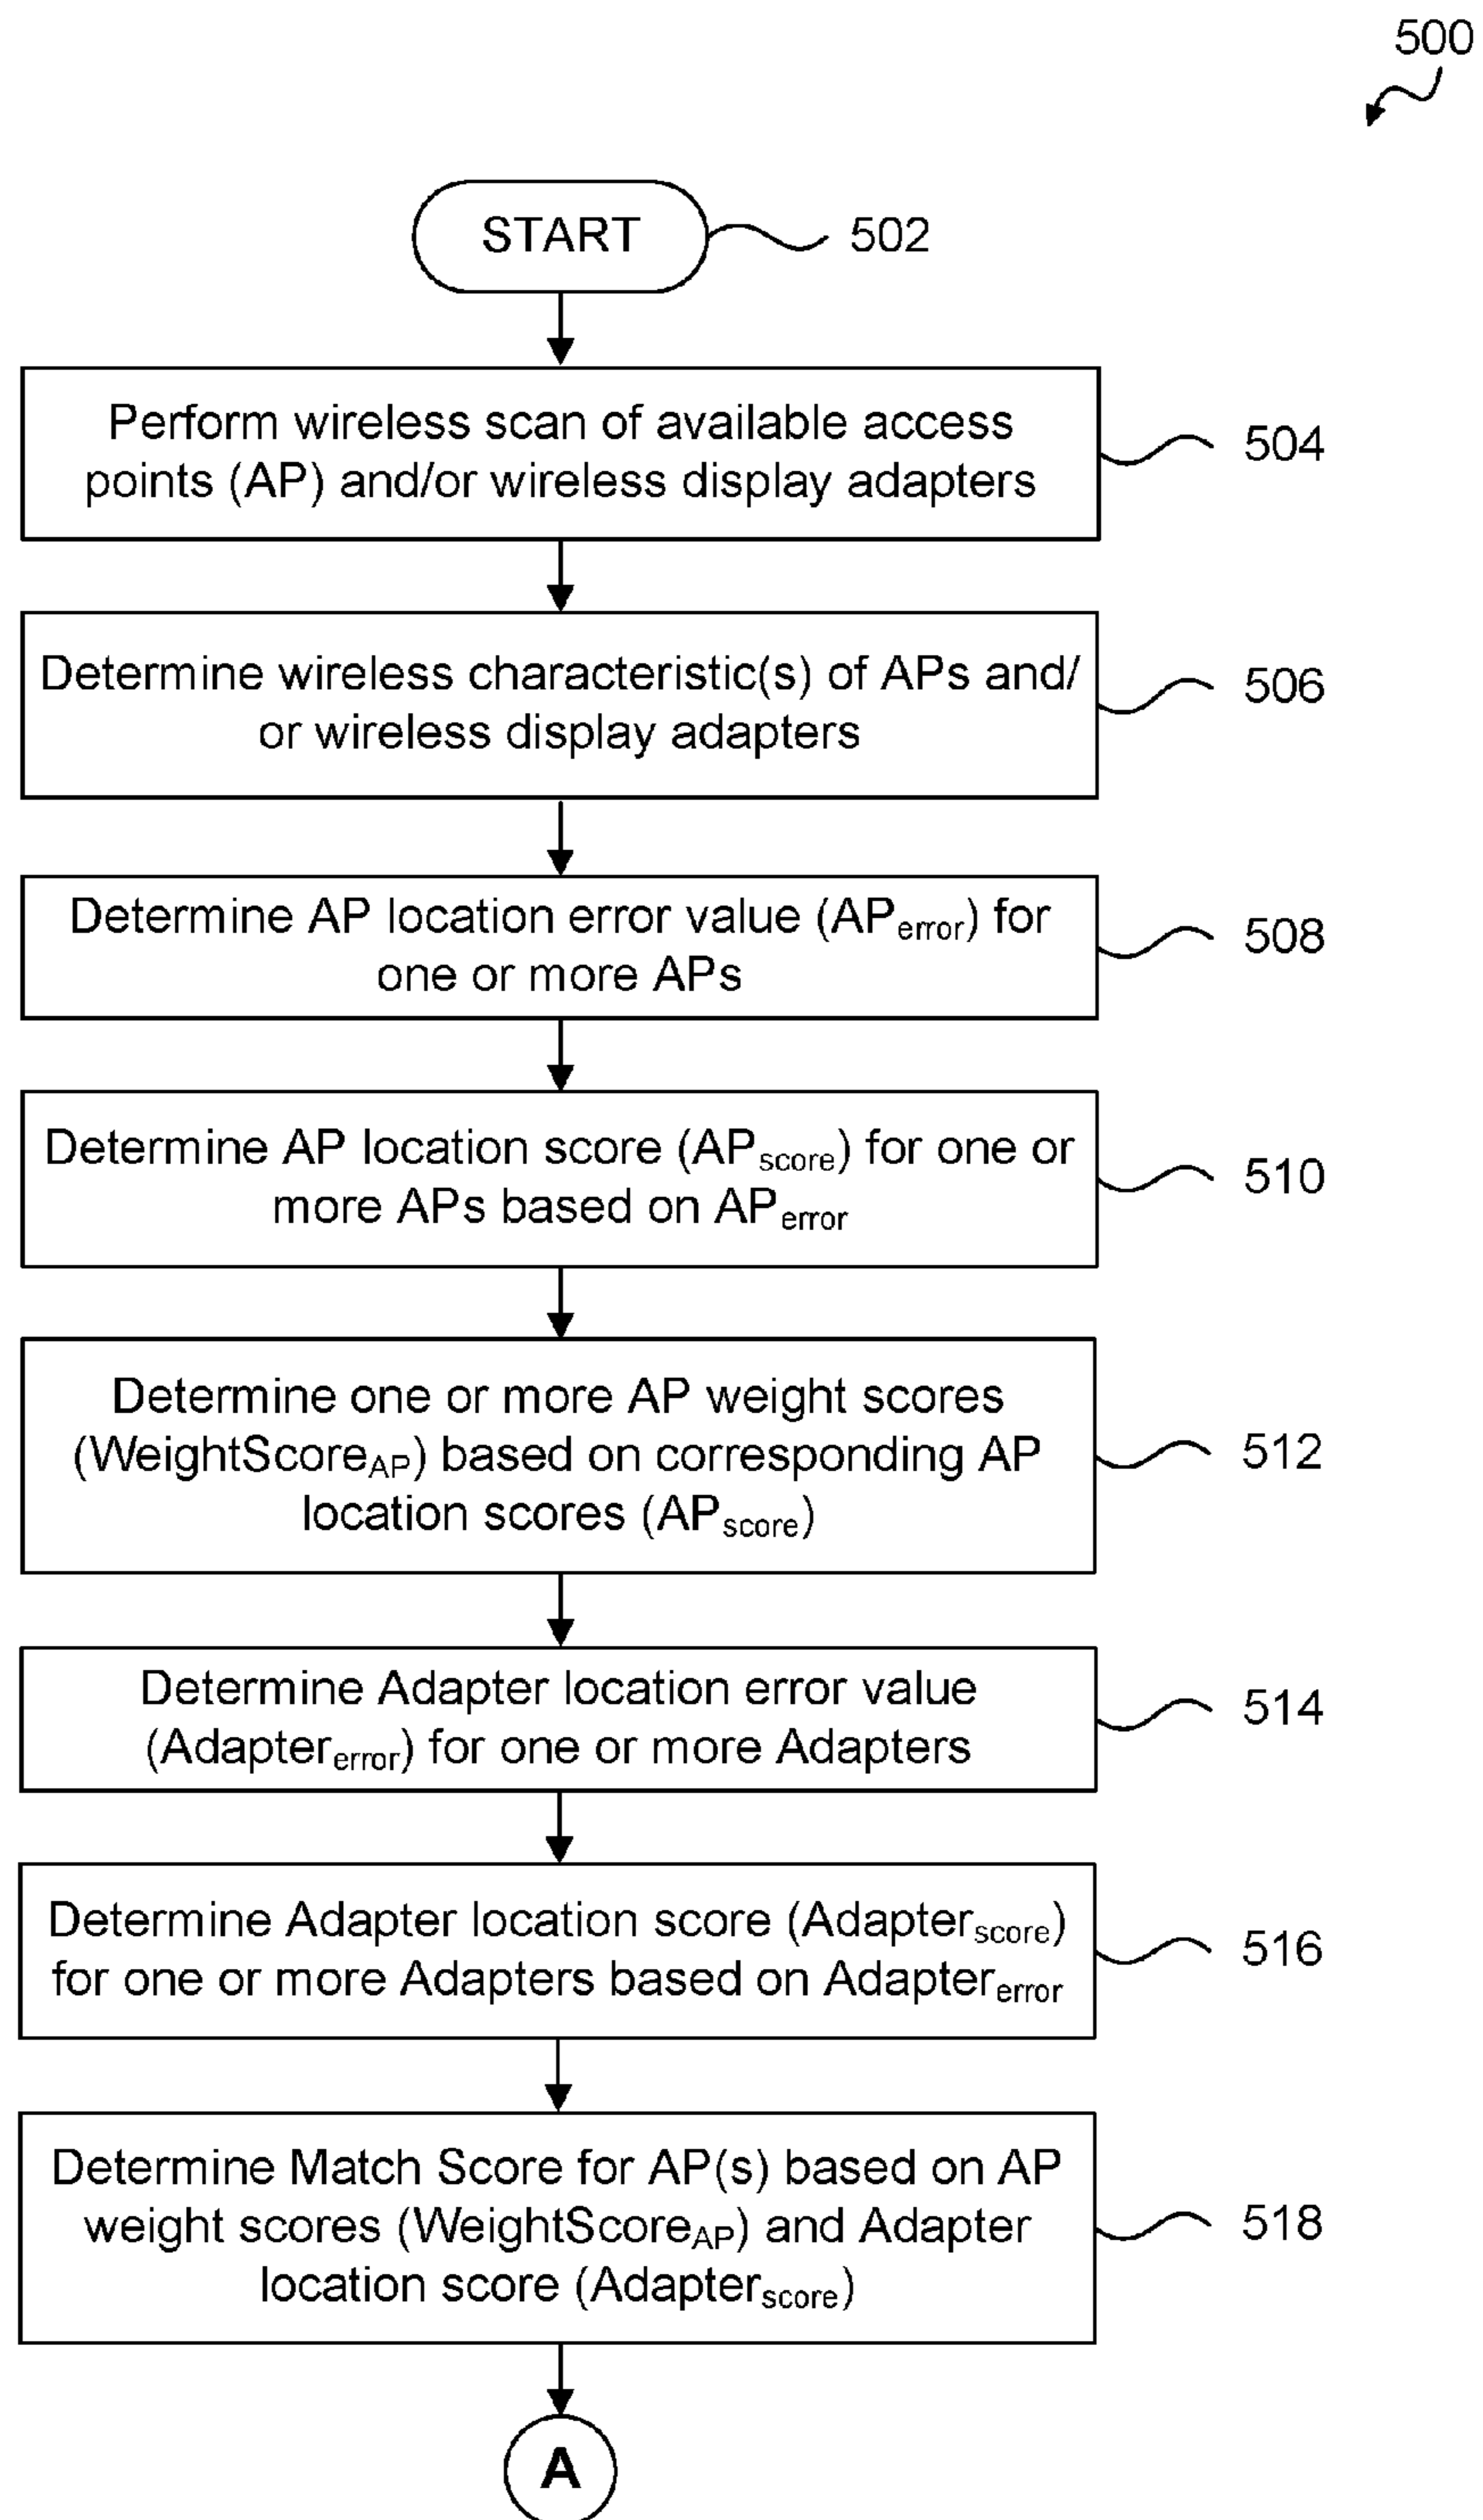 500
START
502
Perform wireless scan of available access
points (AP) and/or wireless display adapters
504
Determine wireless characteristic(s) of APs and/
or wireless display adapters
506
Determine AP location error value (APerror) for
one or more APs
508
Determine AP location score (APscore) for one or
more APs based on APerror
510
Determine one or more AP weight scores
(WeightScoreAP) based on corresponding AP
location scores (APscore)
512
Determine Adapter location error value
(Adaptererror) for one or more Adapters
514
Determine Adapter location score (Adapterscore)
for one or more Adapters based on Adaptererror
516
Determine Match Score for AP(s) based on AP
weight scores (WeightScoreAP) and Adapter
location score (Adapterscore)
518
A